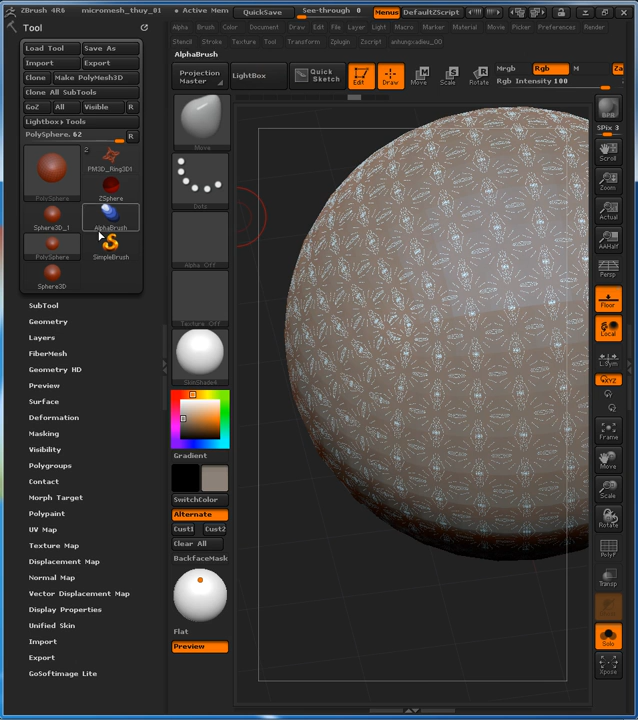 ZBrush 4R6 micromesh_thuy_01 • Active Mem QuickSave See-through 0 Menus DefaultZScript
Tool
Alpha Brush Color Document Draw Edit File Layer Light Macro Marker Material Movie Picker Preferences Render
Stencil Stroke Texture Tool Transform Zplugin Zscript anhungxadieu_00
AlphaBrush
Load Tool Save As
Import Export
Clone Make PolyMesh3D
Clone All SubTools
GoZ All Visible R
Lightbox▸Tools
PolySphere. 62 R
PolySphere
2
PM3D_Ring3D1
ZSphere
Sphere3D_1
AlphaBrush
PolySphere
SimpleBrush
Sphere3D
SubTool
Geometry
Layers
FiberMesh
Geometry HD
Preview
Surface
Deformation
Masking
Visibility
Polygroups
Contact
Morph Target
Polypaint
UV Map
Texture Map
Displacement Map
Normal Map
Vector Displacement Map
Display Properties
Unified Skin
Import
Export
GoSoftimage Lite
Projection Master
LightBox
Quick Sketch
Edit
Draw
Move
Scale
Rotate
Mrgb Rgb M Za
Rgb Intensity 100
Move
Dots
Alpha Off
Texture Off
SkinShade4
Gradient
SwitchColor
Alternate
Cust1 Cust2
Clear All
BackfaceMask
Flat
Preview
BPR
SPix 3
Scroll
Zoom
Actual
AAHalf
Persp
Floor
Local
L.Sym
XYZ
Frame
Move
Scale
Rotate
PolyF
Transp
Solo
Xpose